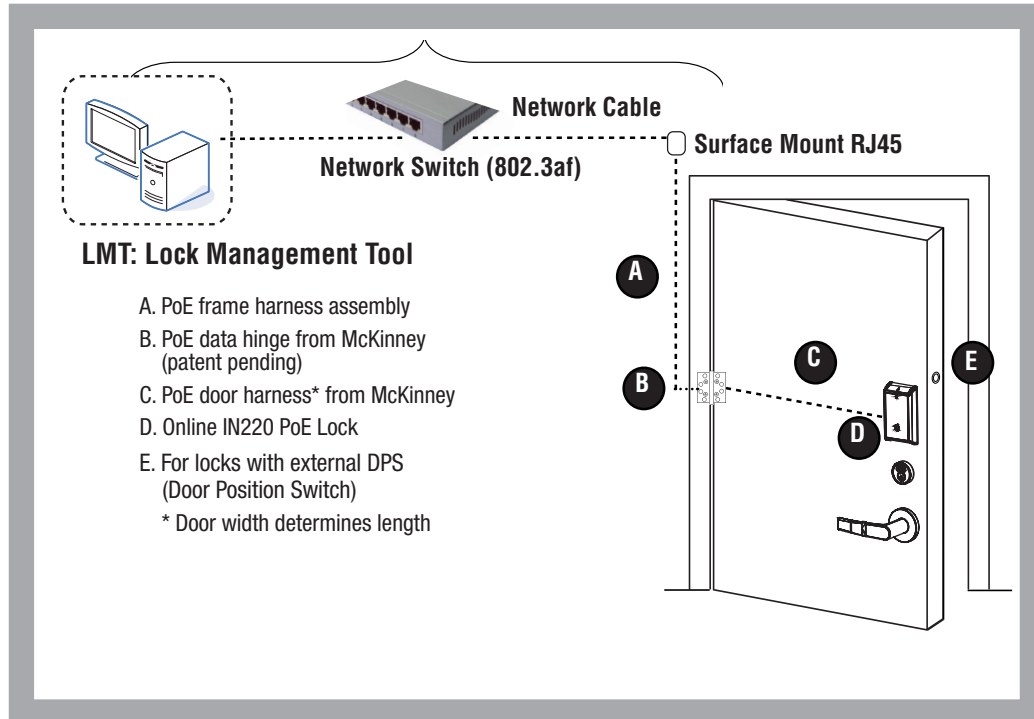 Network Cable
Surface Mount RJ45
Network Switch (802.3af)
LMT: Lock Management Tool
A. PoE frame harness assembly
B. PoE data hinge from McKinney
(patent pending)
C. PoE door harness* from McKinney
D. Online IN220 PoE Lock
E. For locks with external DPS
(Door Position Switch)
* Door width determines length
A
B
C
D
E